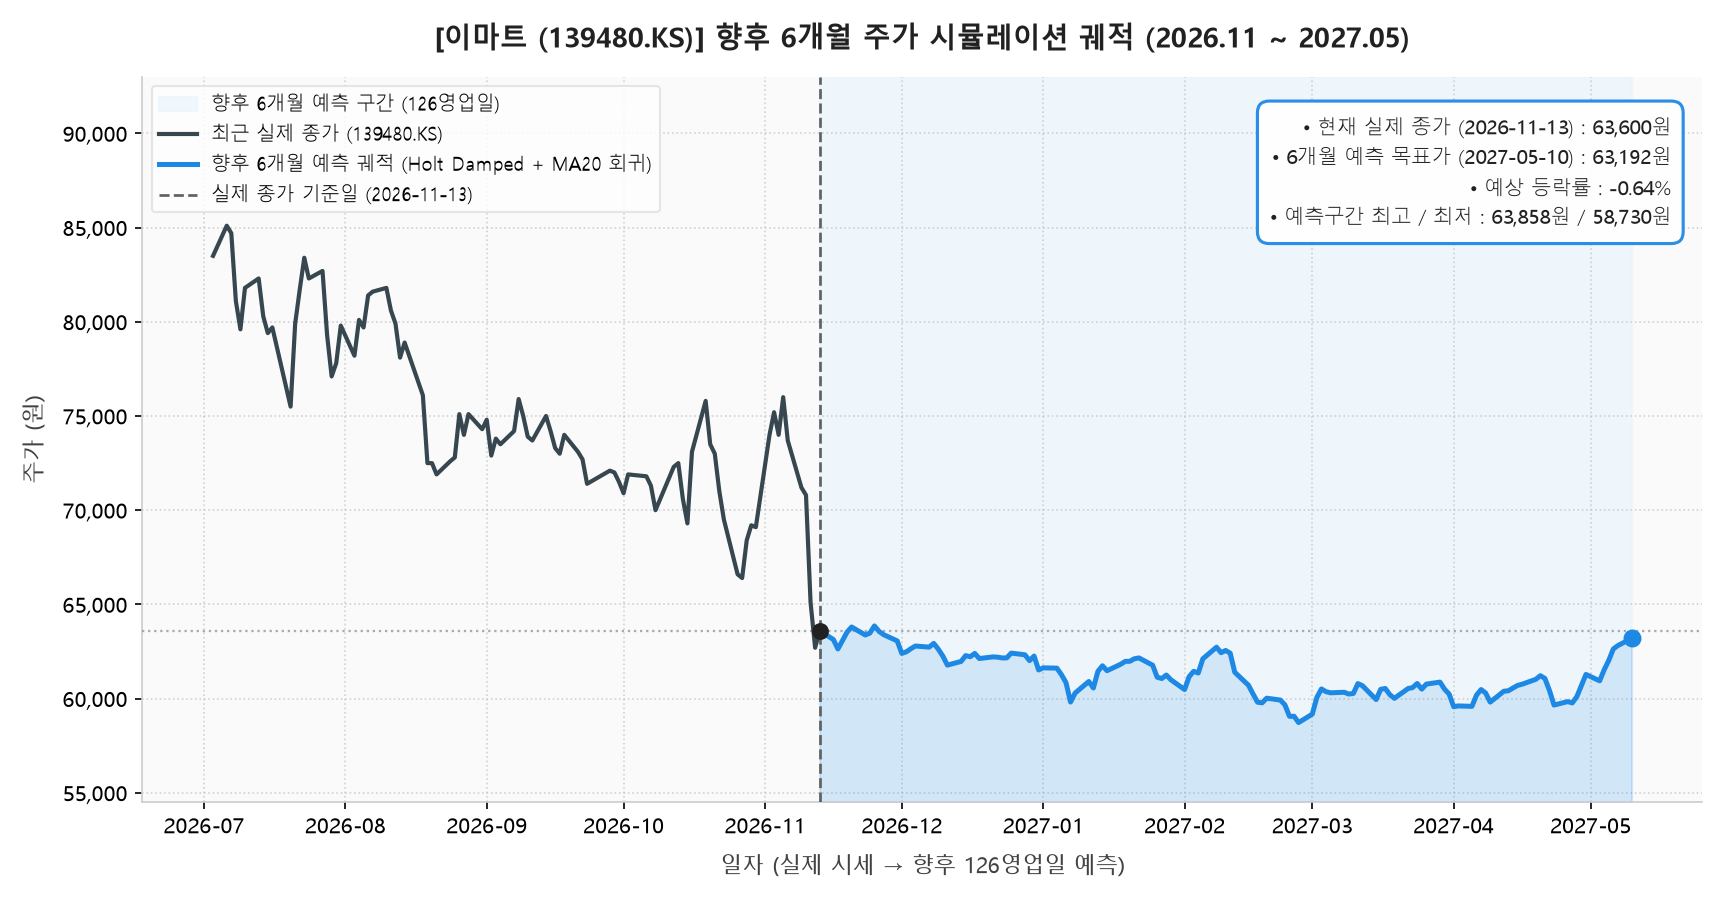 [이마트 (139480.KS)] 향후 6개월 주가 시뮬레이션 궤적 (2026.11 ~ 2027.05)
향후 6개월 예측 구간 (126영업일)
최근 실제 종가 (139480.KS)
향후 6개월 예측 궤적 (Holt Damped + MA20 회귀)
실제 종가 기준일 (2026-11-13)
• 현재 실제 종가 (2026-11-13) : 63,600원
• 6개월 예측 목표가 (2027-05-10) : 63,192원
• 예상 등락률 : -0.64%
• 예측구간 최고 / 최저 : 63,858원 / 58,730원
주가 (원)
90,000
85,000
80,000
75,000
70,000
65,000
60,000
55,000
2026-07 2026-08 2026-09 2026-10 2026-11 2026-12 2027-01 2027-02 2027-03 2027-04 2027-05
일자 (실제 시세 → 향후 126영업일 예측)